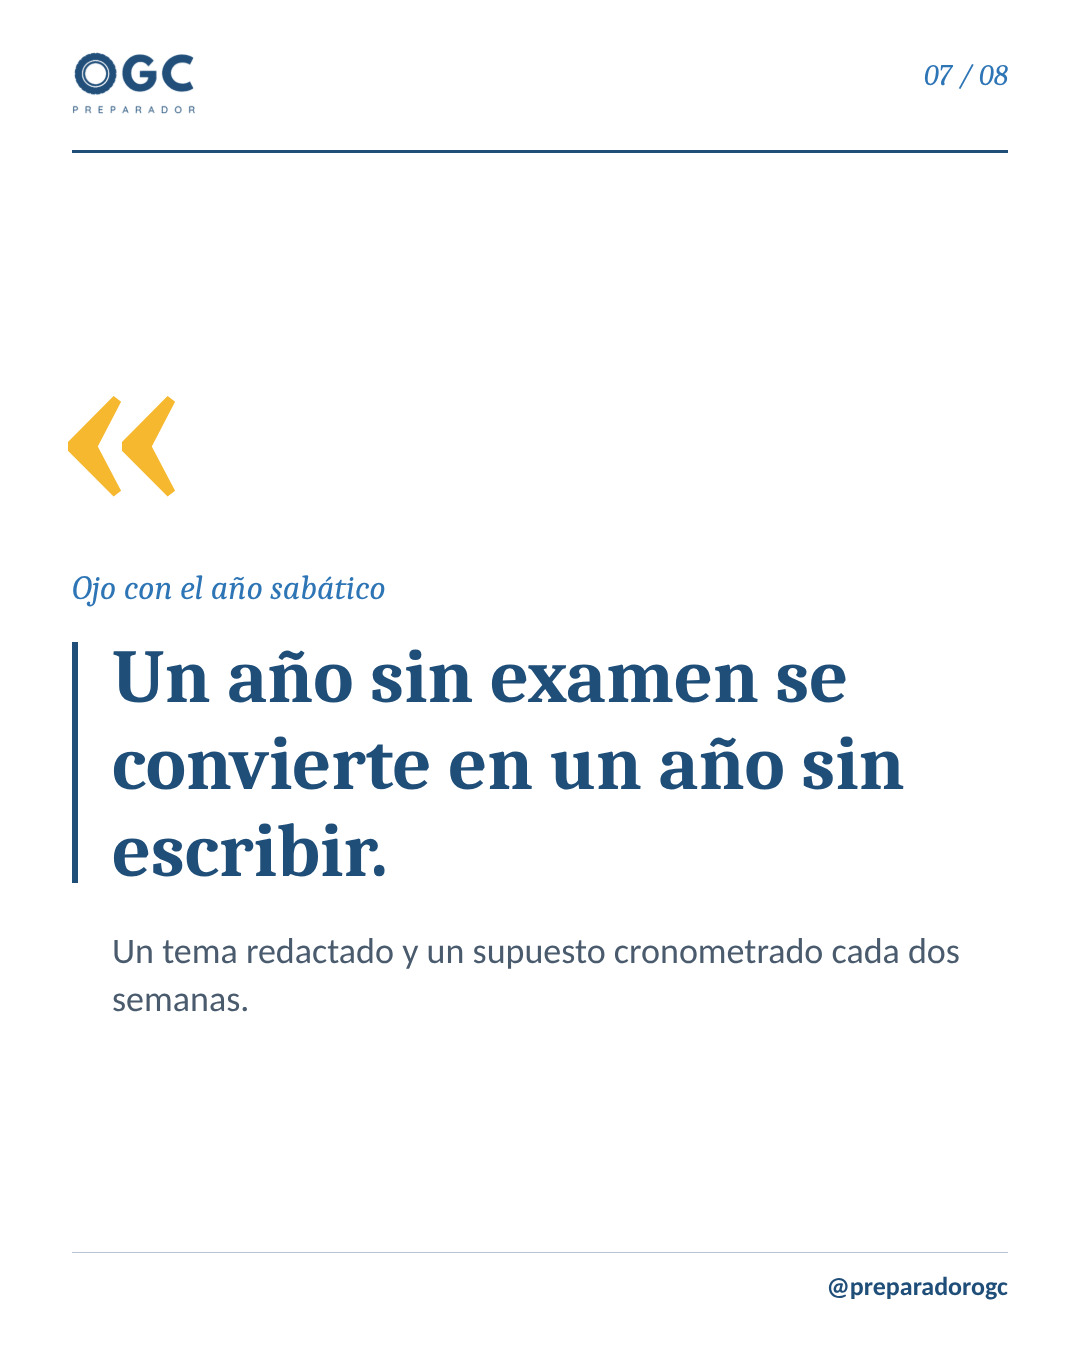 OGC
PREPARADOR
07 / 08
«
Ojo con el año sabático
Un año sin examen se
convierte en un año sin
escribir.
Un tema redactado y un supuesto cronometrado cada dos
semanas.
@preparadorogc